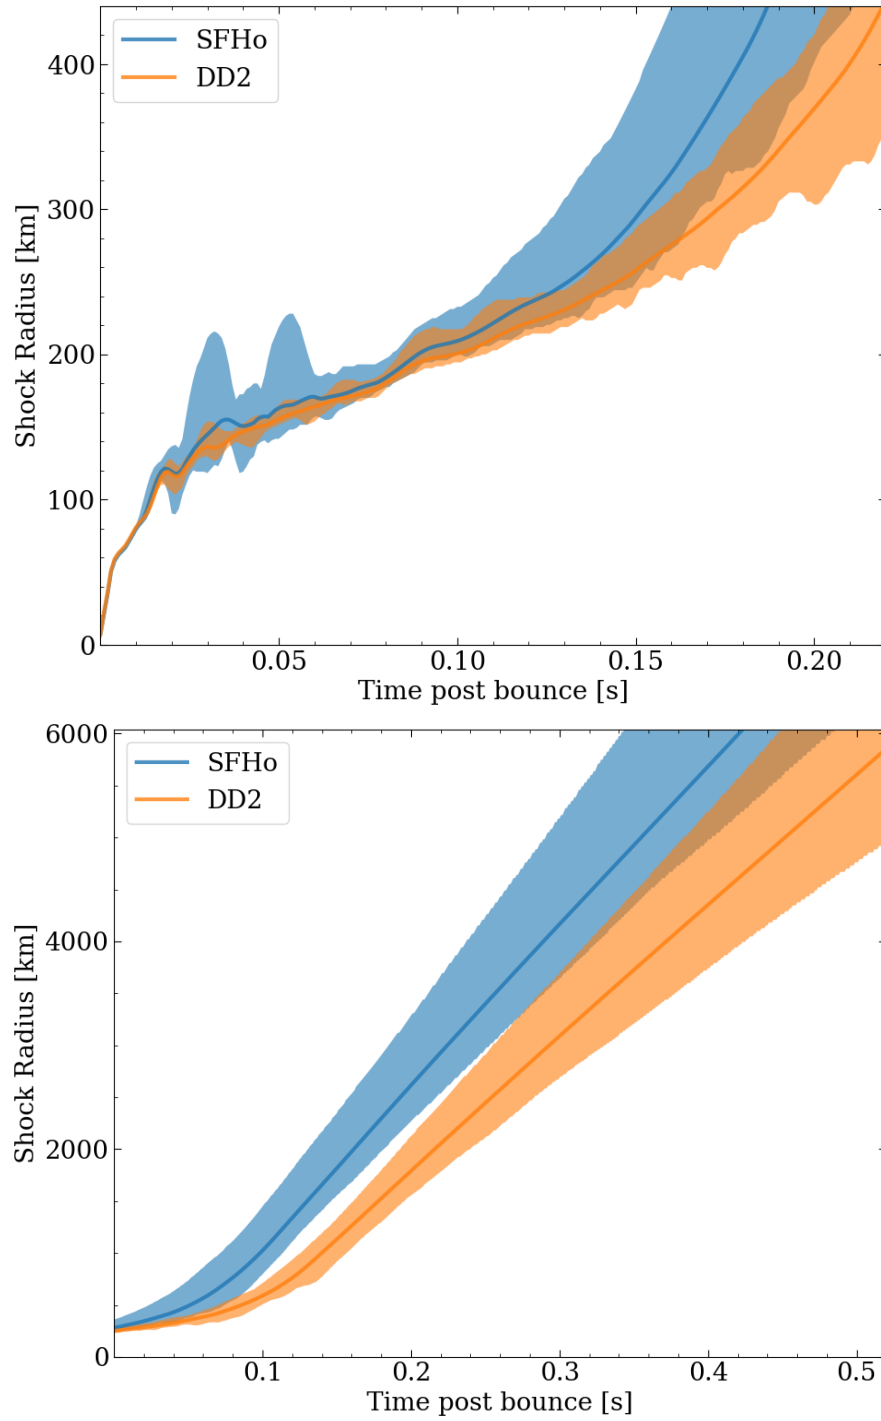 SFHo
DD2
400
300
200
100
0
Shock Radius [km]
0.05 0.10 0.15 0.20
Time post bounce [s]
SFHo
DD2
6000
4000
2000
0
Shock Radius [km]
0.1 0.2 0.3 0.4 0.5
Time post bounce [s]